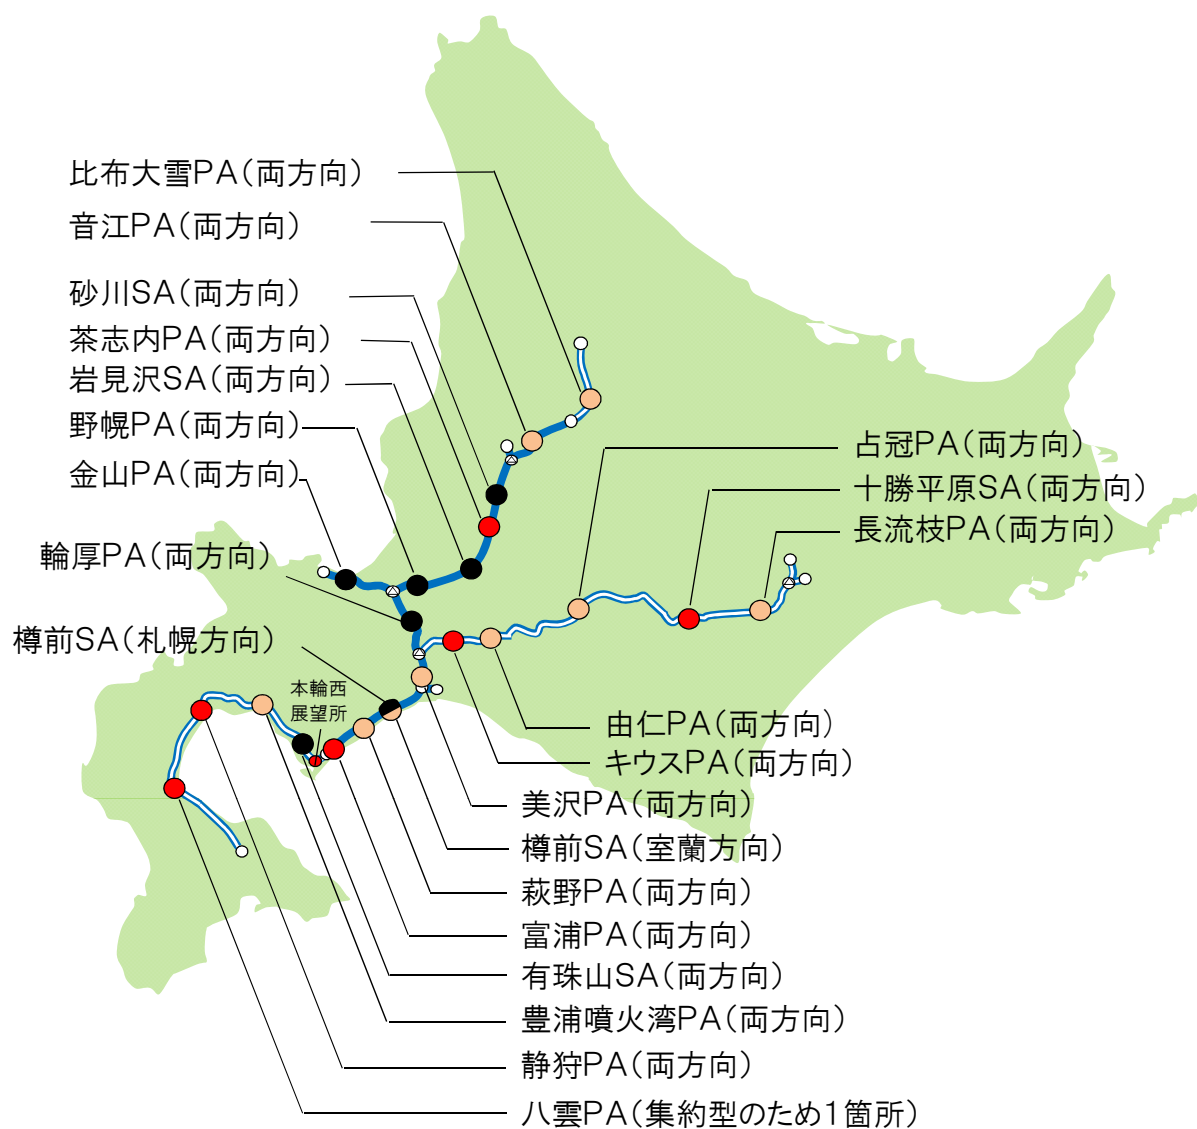 比布大雪PA（両方向）
音江PA（両方向）
砂川SA（両方向）
茶志内PA（両方向）
岩見沢SA（両方向）
野幌PA（両方向）
金山PA（両方向）
輪厚PA（両方向）
樽前SA（札幌方向）
本輪西
展望所
占冠PA（両方向）
十勝平原SA（両方向）
長流枝PA（両方向）
由仁PA（両方向）
キウスPA（両方向）
美沢PA（両方向）
樽前SA（室蘭方向）
萩野PA（両方向）
富浦PA（両方向）
有珠山SA（両方向）
豊浦噴火湾PA（両方向）
静狩PA（両方向）
八雲PA（集約型のため１箇所）